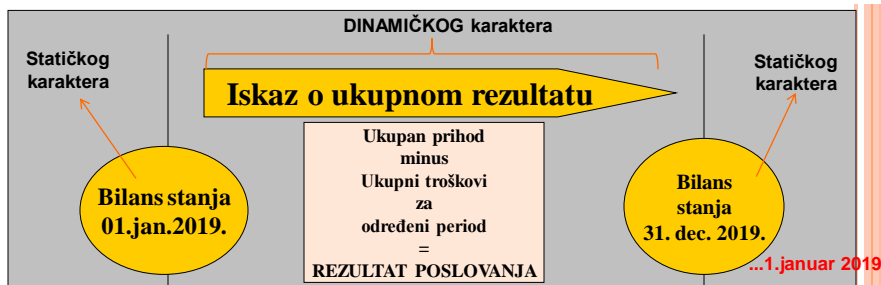 DINAMIČKOG karaktera
Statičkog
karaktera
Statičkog
karaktera
Iskaz o ukupnom rezultatu
Ukupan prihod
minus
Ukupni troškovi
za
određeni period
=
REZULTAT POSLOVANJA
Bilans stanja
01.jan.2019.
Bilans
stanja
31. dec. 2019.
...1.januar 2019